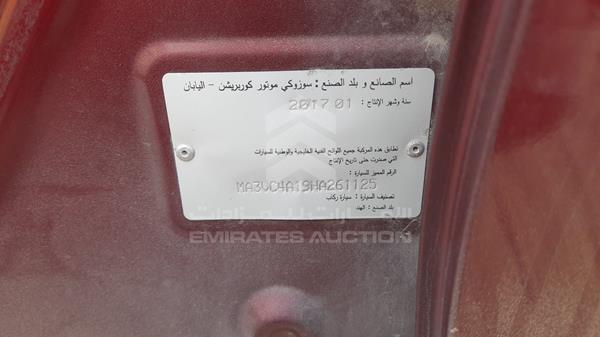 اسم الصانع و بلد الصنع : سوزوكي موتور كوربريشن - اليابان
سنة وشهر الإنتاج : 2017 01
تطابق هذه المركبة جميع اللوائح الفنية الخليجية والوطنية للسيارات
التي صدرت حتى تاريخ الإنتاج
الرقم المميز للسيارة :
MA3VC4A19HA261125
تصنيف السيارة : سيارة ركاب
الإمارات للمزادات
بلد الصنع : الهند
EMIRATES AUCTION